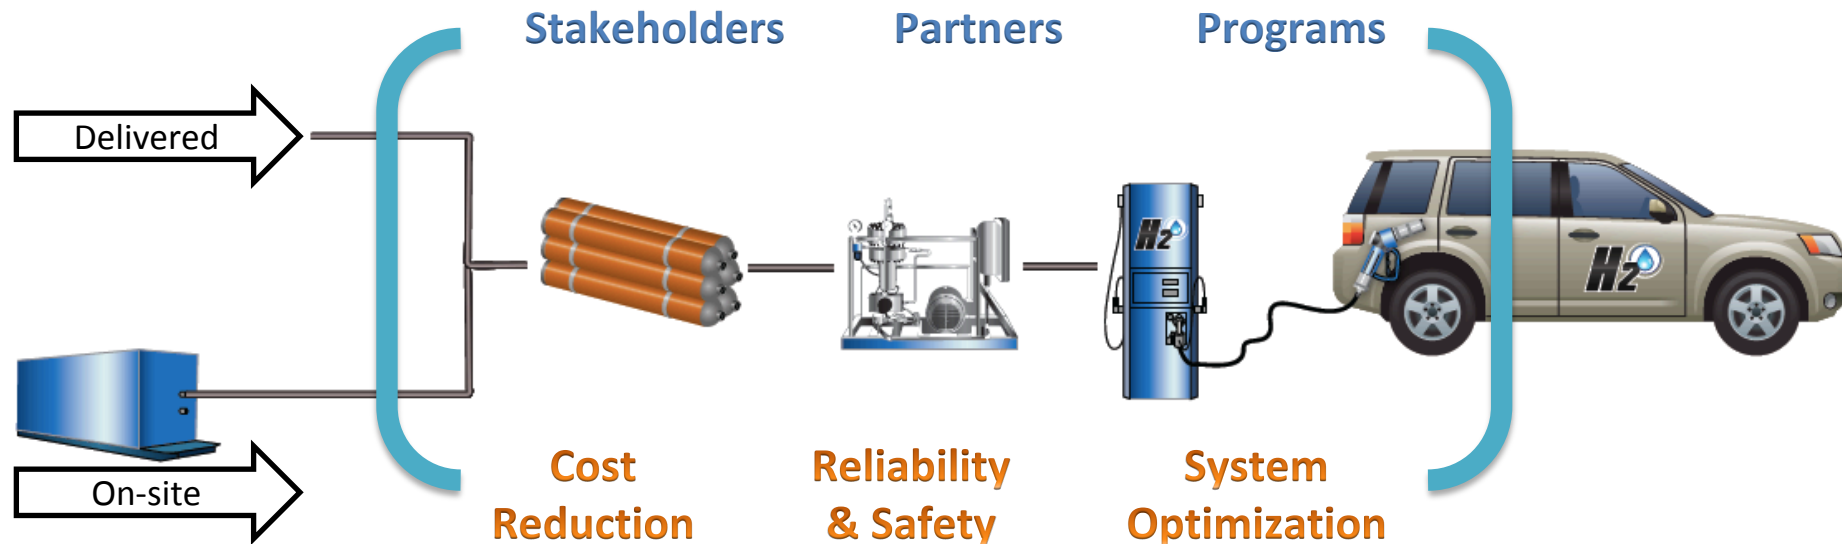 Stakeholders Partners Programs
Delivered
H2
H2
On-site
Cost Reduction
Reliability & Safety
System Optimization